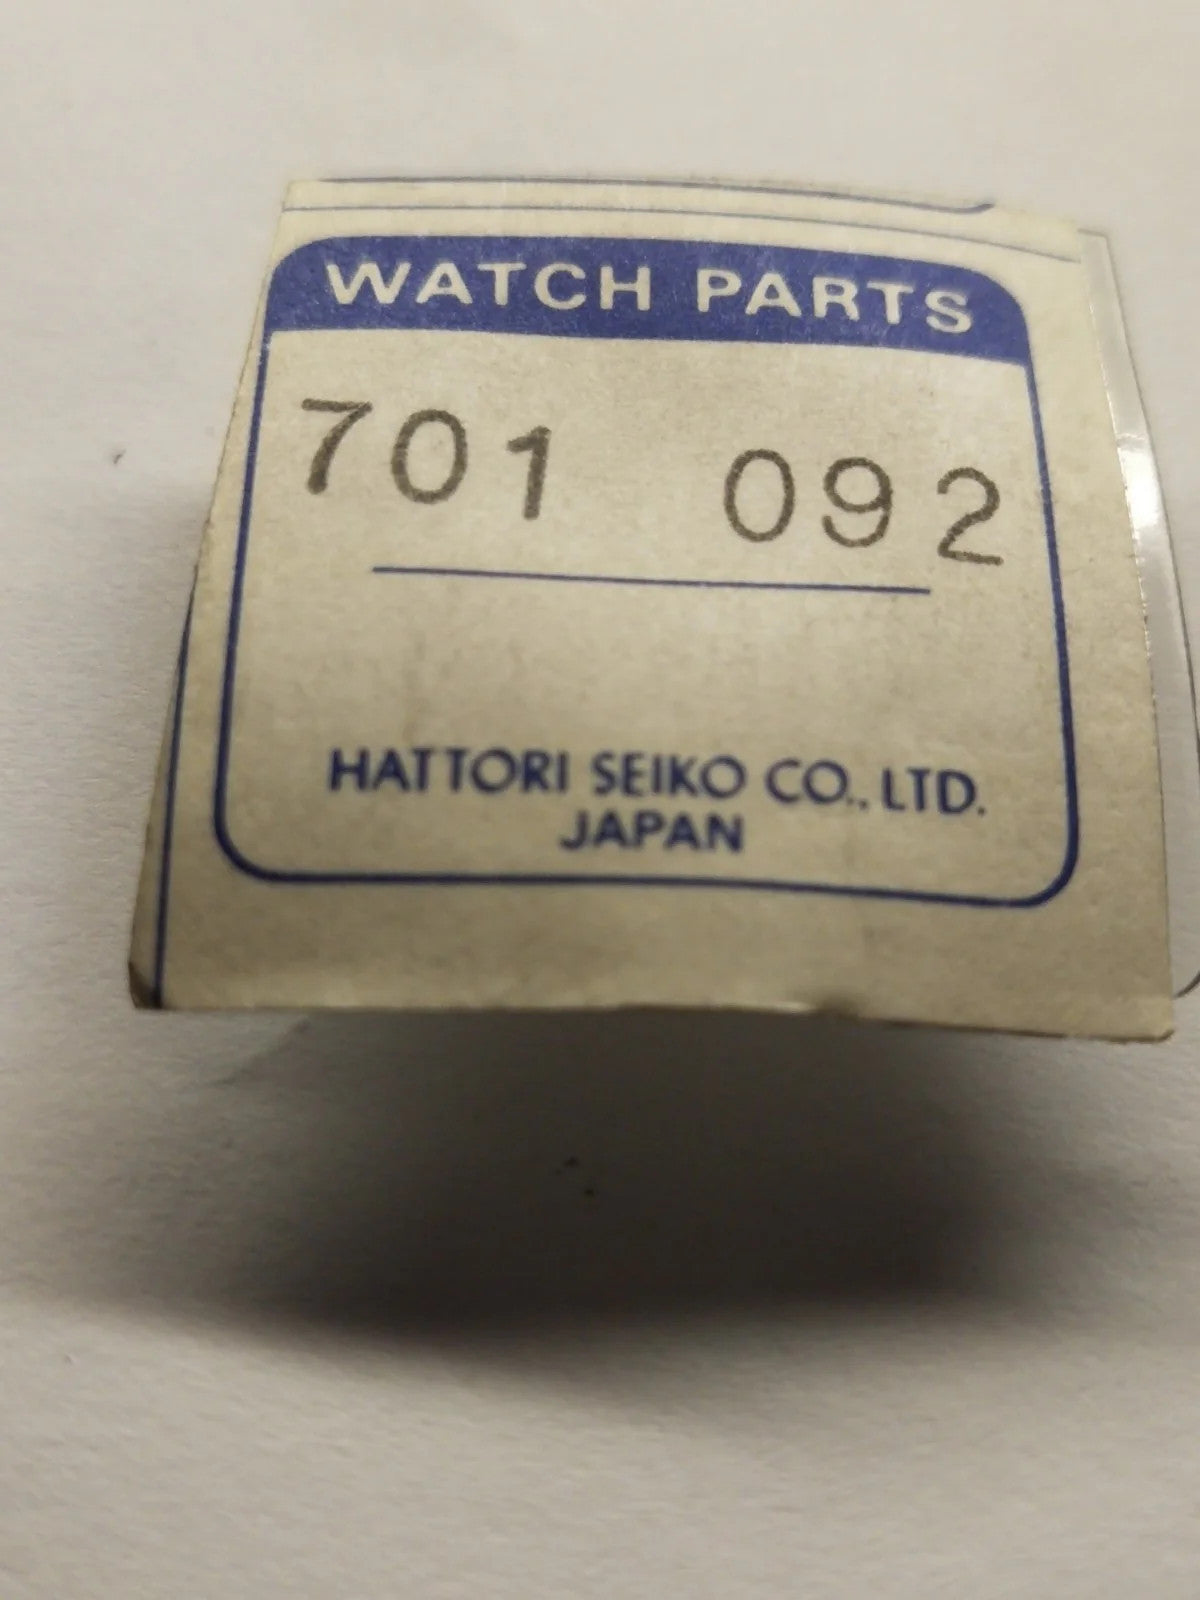 WATCH PARTS
701 092
HATTORI SEIKO CO., LTD.
JAPAN